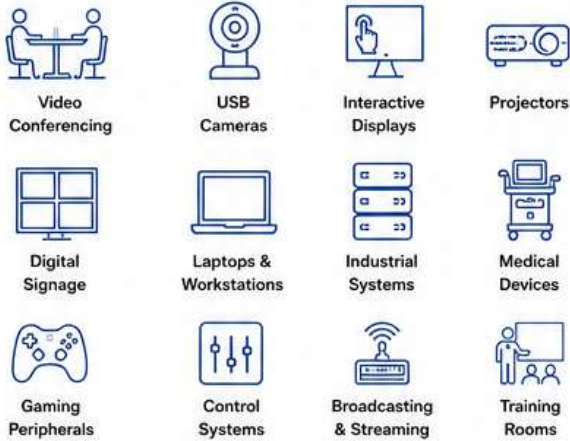 Video
Conferencing
USB
Cameras
Interactive
Displays
Projectors
Digital
Signage
Laptops &
Workstations
Industrial
Systems
Medical
Devices
Gaming
Peripherals
Control
Systems
Broadcasting
& Streaming
Training
Rooms